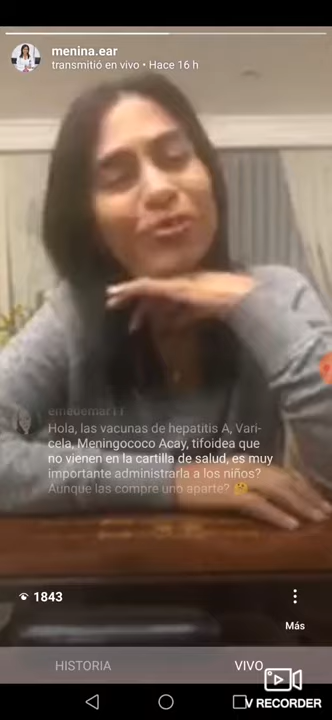 menina.ear
transmitió en vivo • Hace 16 h
emedemar11
Hola, las vacunas de hepatitis A, Vari-
cela, Meningococo Acay, tifoidea que
no vienen en la cartilla de salud, es muy
importante administrarla a los niños?
Aunque las compre uno aparte? 🤔
1843
Más
HISTORIA
VIVO
V RECORDER